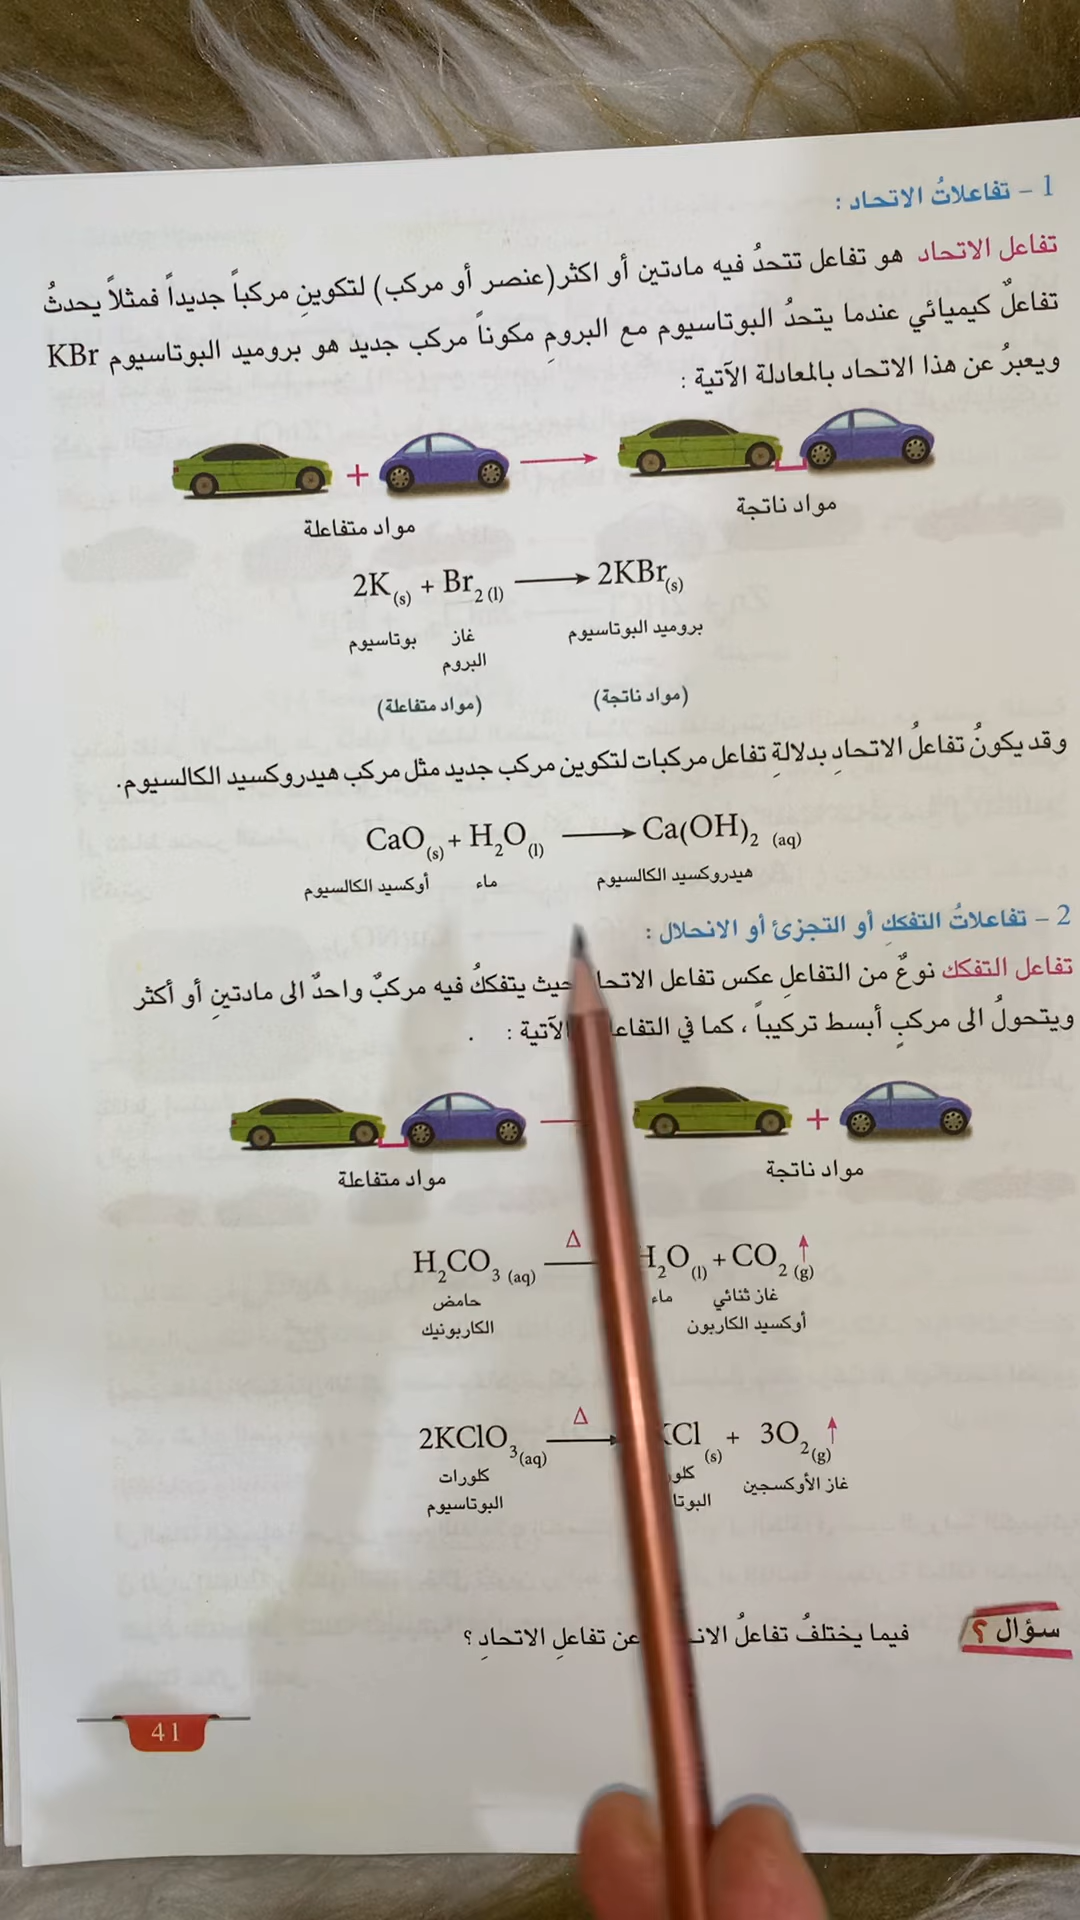 1 - تفاعلاتُ الاتحاد :
تفاعل الاتحاد هو تفاعل تتحدُ فيه مادتين أو اكثر(عنصر أو مركب) لتكوينِ مركباً جديداً فمثلاً يحدثُ
تفاعلٌ كيميائي عندما يتحدُ البوتاسيوم مع البرومِ مكوناً مركب جديد هو بروميد البوتاسيوم KBr
ويعبرُ عن هذا الاتحاد بالمعادلة الآتية :
+
مواد متفاعلة مواد ناتجة
2K(s) + Br2 (l) ⟶ 2KBr(s)
بوتاسيوم غاز البروم بروميد البوتاسيوم
(مواد متفاعلة) (مواد ناتجة)
وقد يكونُ تفاعلُ الاتحادِ بدلالةِ تفاعل مركبات لتكوين مركب جديد مثل مركب هيدروكسيد الكالسيوم.
CaO(s) + H2O(l) ⟶ Ca(OH)2 (aq)
أوكسيد الكالسيوم ماء هيدروكسيد الكالسيوم
2 - تفاعلاتُ التفككِ أو التجزئ أو الانحلال :
تفاعل التفكك نوعٌ من التفاعلِ عكس تفاعل حيث يتفككُ فيه مركبٌ واحدٌ الى مادتينِ أو أكثر
ويتحولُ الى مركبٍ أبسط تركيباً ، كما في الآتية : .
+
مواد متفاعلة مواد ناتجة
H2CO3 (aq) Δ H2O(l) + CO2 (g) ↑
حامض الكاربونيك ماء غاز ثنائي أوكسيد الكاربون
2KClO3(aq) Δ⟶ KCl(s) + 3O2(g) ↑
كلورات البوتاسيوم غاز الأوكسجين
سؤال ؟ فيما يختلفُ تفاعلُ عن تفاعلِ الاتحادِ ؟
41